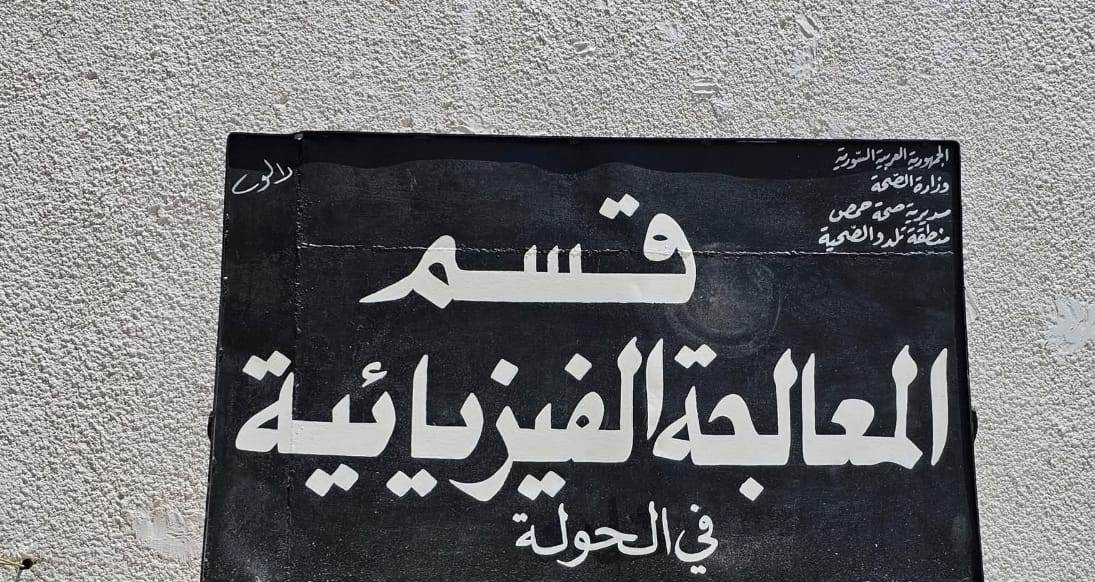 الجمهورية العربية السورية
وزارة الصحة
مديرية صحة حمص
منطقة تلدو الصحية
قسم
المعالجة الفيزيائية
في الحولة